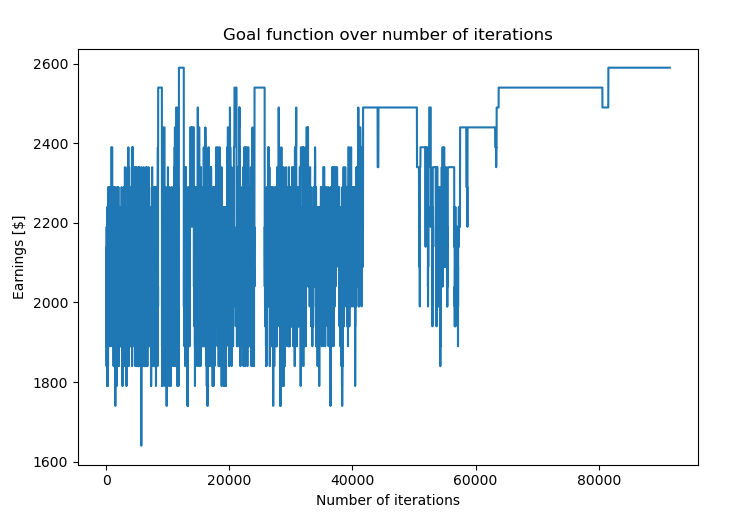 Goal function over number of iterations
Earnings [$]
2600
2400
2200
2000
1800
1600
0 20000 40000 60000 80000
Number of iterations